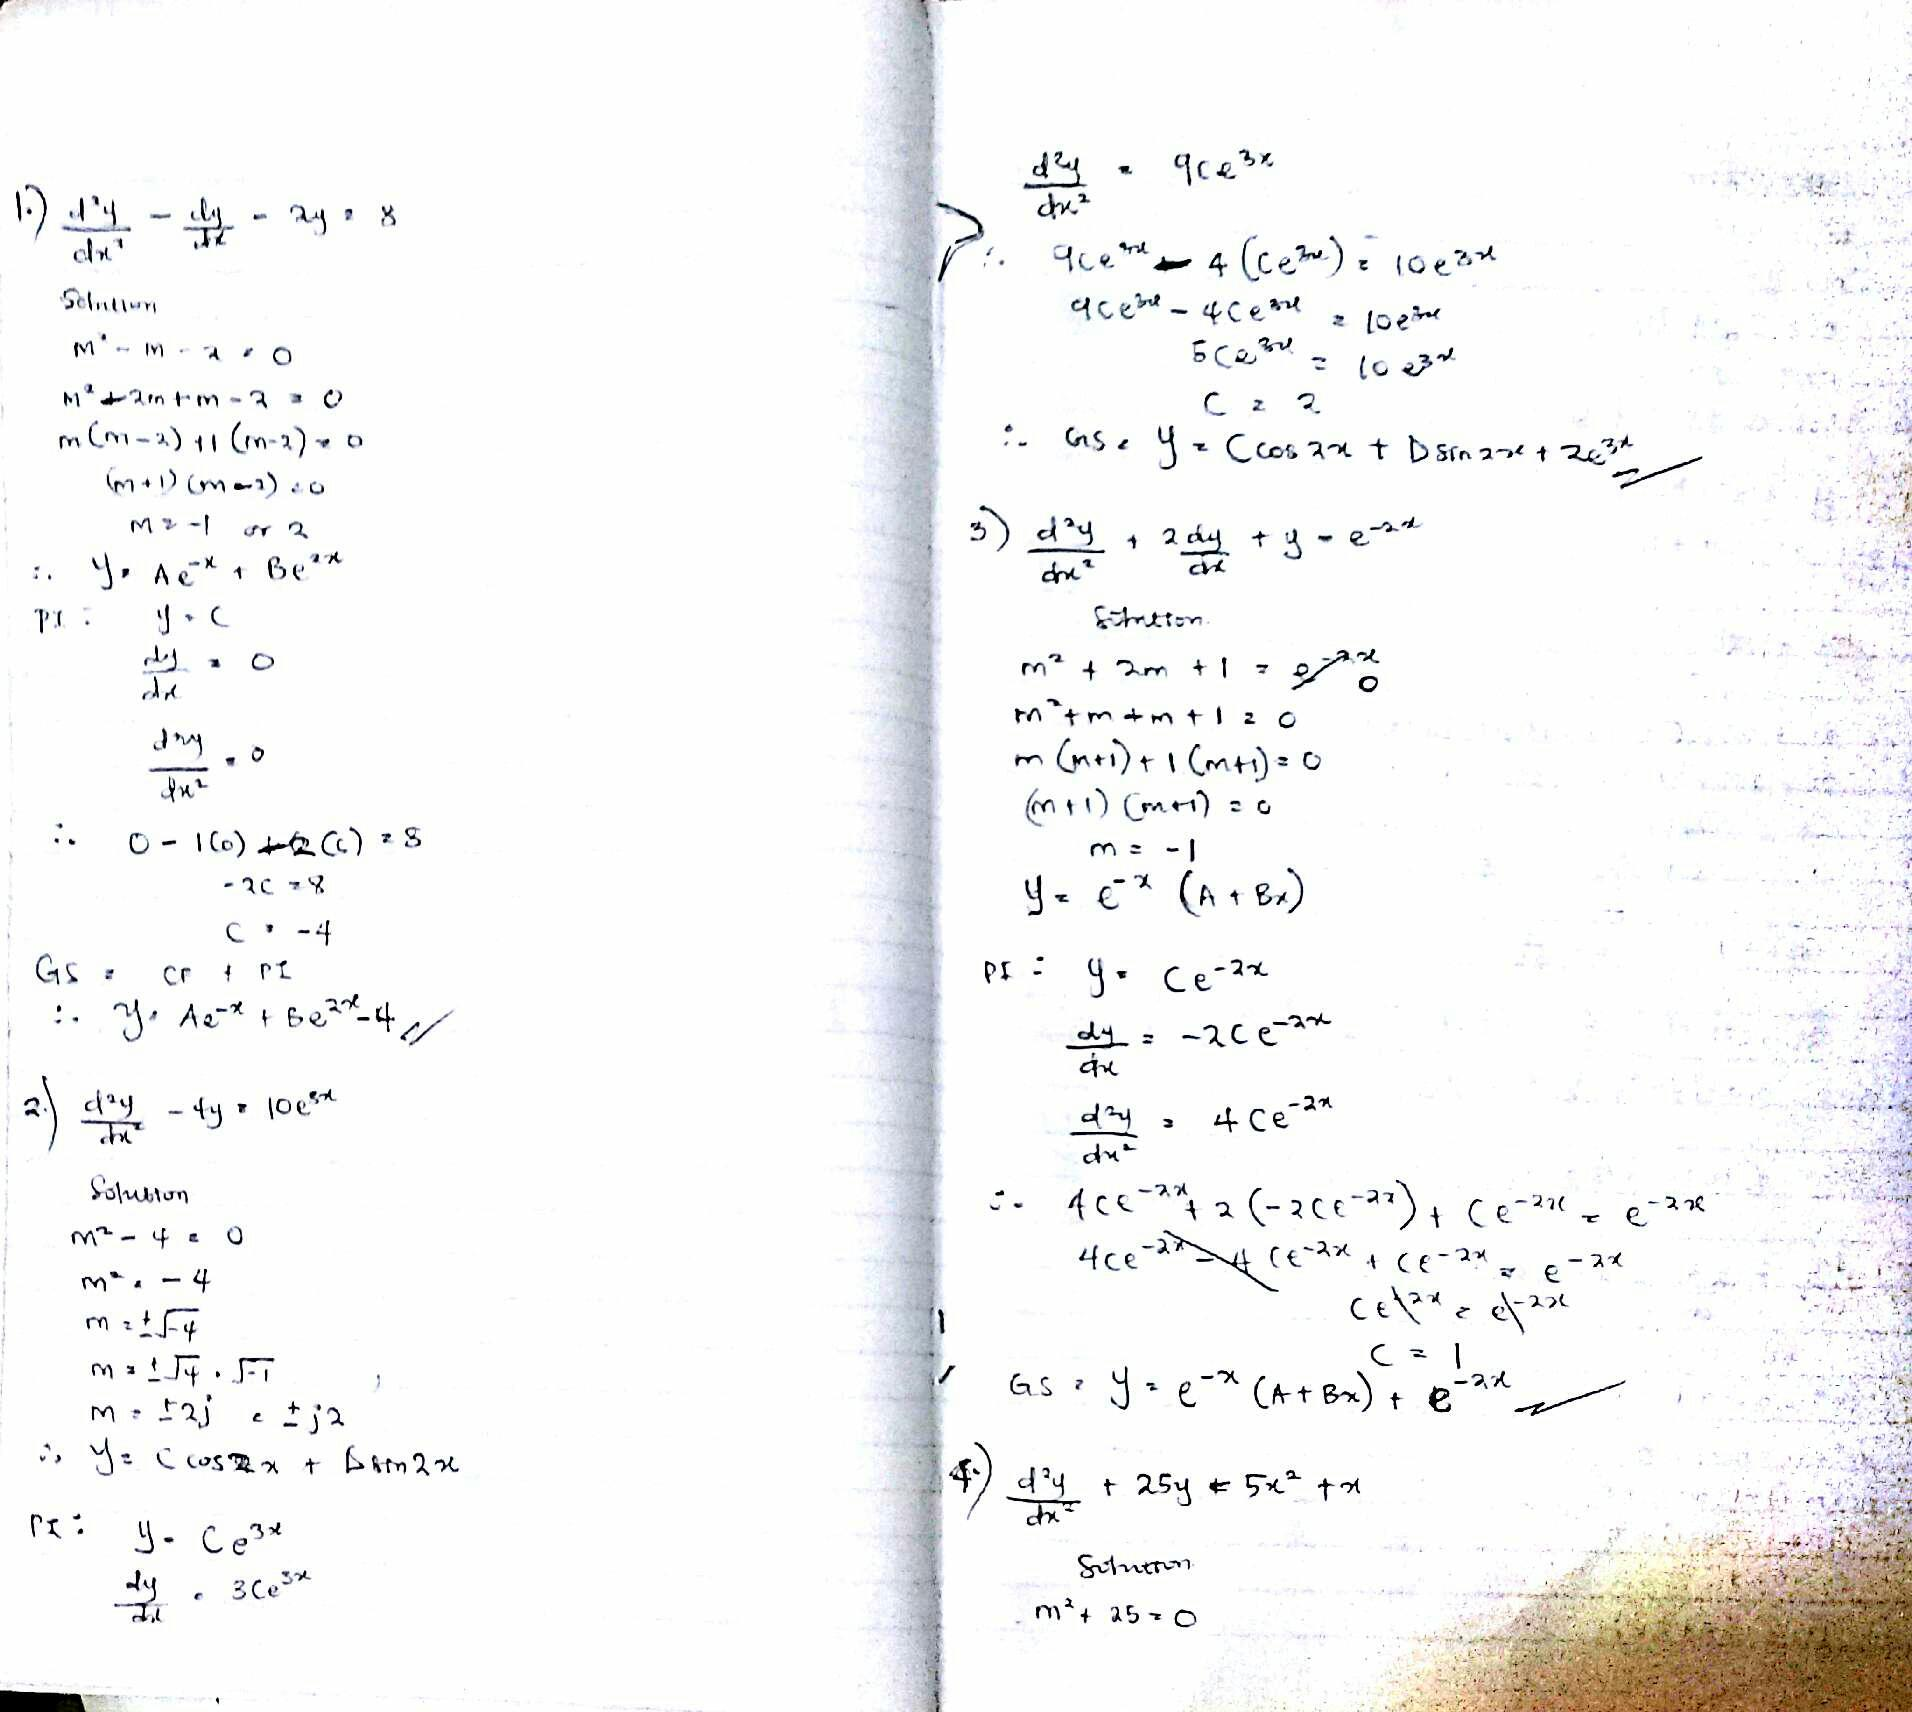 1.) d²y/dx² - dy/dx - 2y = 8
Solution
m² - m - 2 = 0
m² + 2m + m - 2 = 0
m(m-2) + 1(m-2) = 0
(m+1)(m-2) = 0
m = -1 or 2
∴ y = Ae^-x + Be^2x
PI : y = C
dy/dx = 0
d²y/dx² = 0
∴ 0 - 1(0) - 2(C) = 8
-2C = 8
C = -4
GS = CF + PI
∴ y = Ae^-x + Be^2x - 4
2.) d²y/dx² - 4y = 10e^3x
Solution
m² - 4 = 0
m² = -4
m = ±√-4
m = ±√4 . √-1
m = ±2j = ±j2
∴ y = C cos 2x + D sin 2x
PI : y = Ce^3x
dy/dx = 3Ce^3x
d²y/dx² = 9Ce^3x
∴ 9Ce^3x - 4(Ce^3x) = 10e^3x
9Ce^3x - 4Ce^3x = 10e^3x
5Ce^3x = 10e^3x
C = 2
∴ GS = y = C cos 2x + D sin 2x + 2e^3x
3) d²y/dx² + 2dy/dx + y = e^-2x
Solution
m² + 2m + 1 = 0
m² + m + m + 1 = 0
m(m+1) + 1(m+1) = 0
(m+1)(m+1) = 0
m = -1
y = e^-x (A + Bx)
PI : y = Ce^-2x
dy/dx = -2Ce^-2x
d²y/dx² = 4Ce^-2x
∴ 4Ce^-2x + 2(-2Ce^-2x) + Ce^-2x = e^-2x
4Ce^-2x - 4Ce^-2x + Ce^-2x = e^-2x
Ce^-2x = e^-2x
C = 1
GS = y = e^-x (A + Bx) + e^-2x
4.) d²y/dx² + 25y = 5x² + x
Solution
m² + 25 = 0